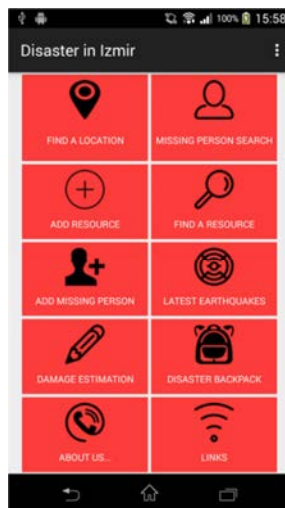 100% 15:58
Disaster in Izmir
FIND A LOCATION
MISSING PERSON SEARCH
ADD RESOURCE
FIND A RESOURCE
ADD MISSING PERSON
LATEST EARTHQUAKES
DAMAGE ESTIMATION
DISASTER BACKPACK
ABOUT US...
LINKS